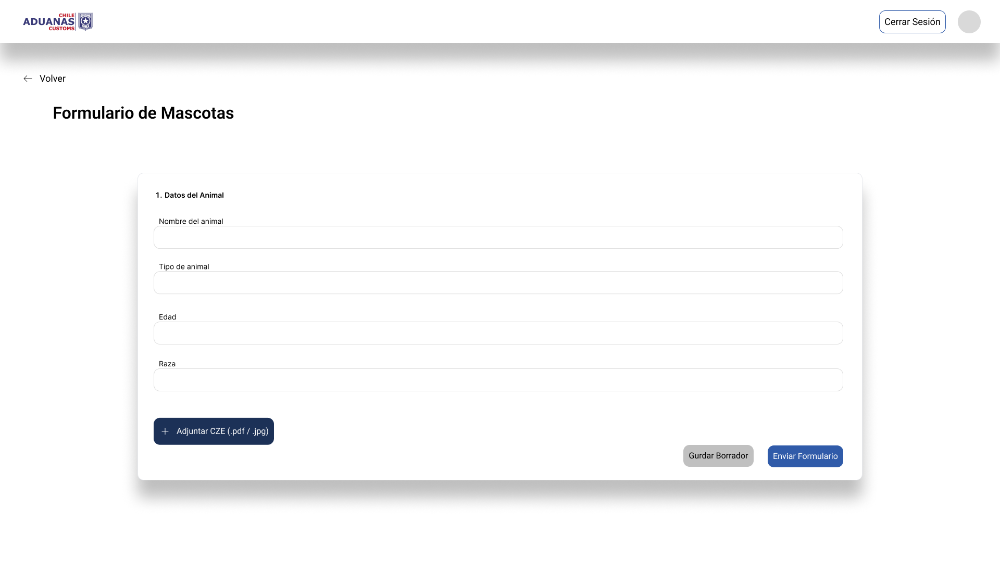 CHILE
ADUANAS
CUSTOMS
Cerrar Sesión
Volver
Formulario de Mascotas
1. Datos del Animal
Nombre del animal
Tipo de animal
Edad
Raza
Adjuntar CZE (.pdf / .jpg)
Gurdar Borrador
Enviar Formulario